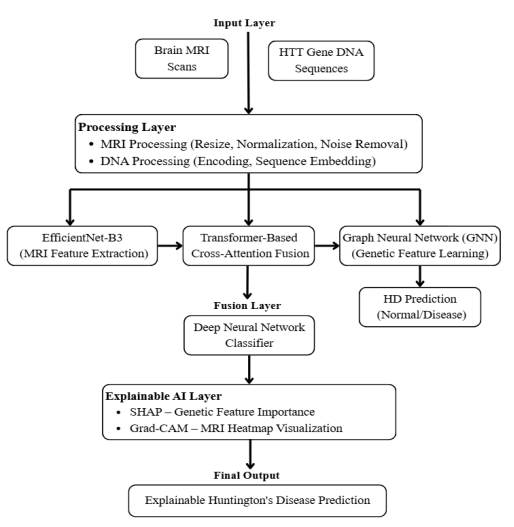 Input Layer
Brain MRI
Scans
HTT Gene DNA
Sequences
Processing Layer
• MRI Processing (Resize, Normalization, Noise Removal)
• DNA Processing (Encoding, Sequence Embedding)
EfficientNet-B3
(MRI Feature Extraction)
Transformer-Based
Cross-Attention Fusion
Graph Neural Network (GNN)
(Genetic Feature Learning)
HD Prediction
(Normal/Disease)
Fusion Layer
Deep Neural Network
Classifier
Explainable AI Layer
• SHAP – Genetic Feature Importance
• Grad-CAM – MRI Heatmap Visualization
Final Output
Explainable Huntington's Disease Prediction